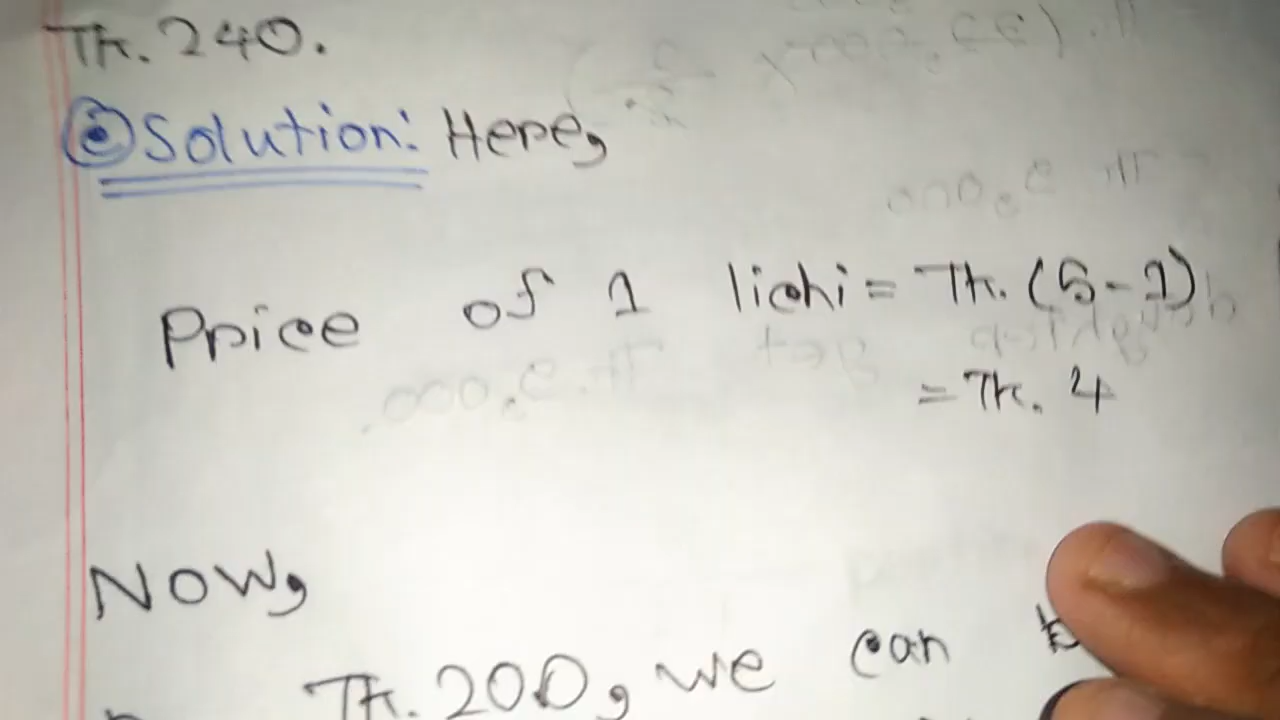 Tk. 240.
C Solution: Here,
Price of 1 lichi = Tk. (5-1)
= Tk. 4
Now,
Tk. 200, we can